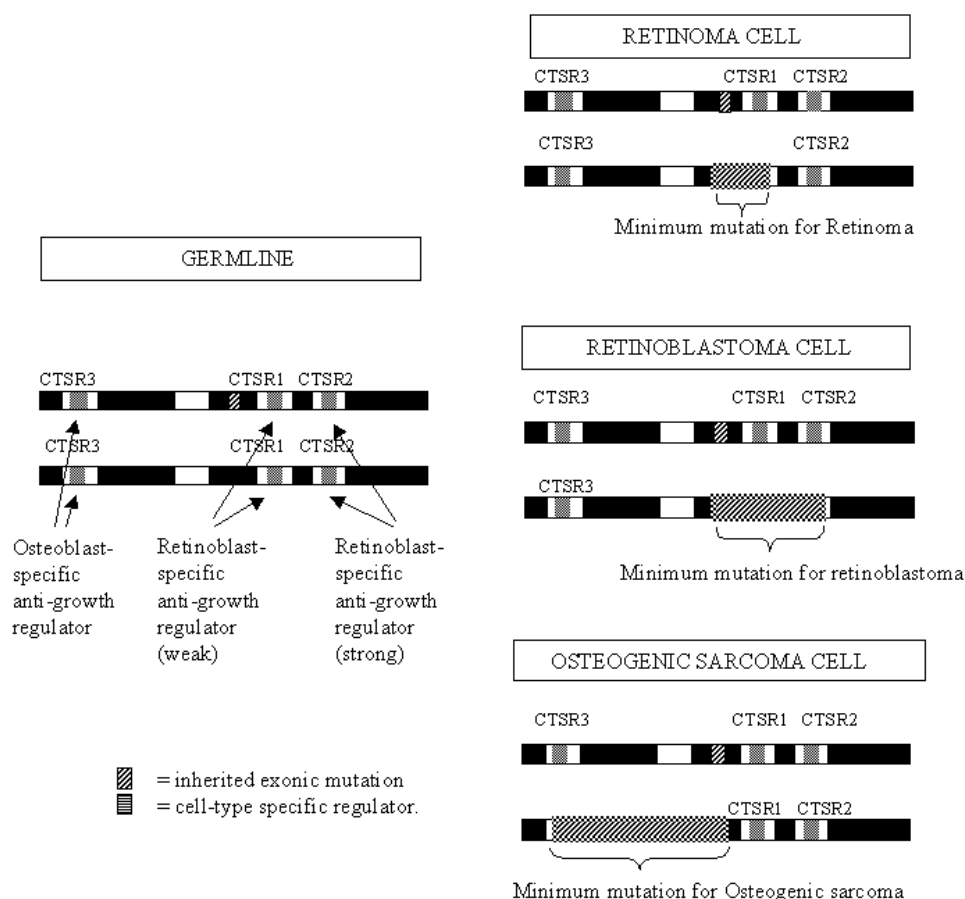 RETINOMA CELL
CTSR3 CTSR1 CTSR2
CTSR3 CTSR2
Minimum mutation for Retinoma
GERMLINE
CTSR3 CTSR1 CTSR2
CTSR3 CTSR1 CTSR2
Osteoblast-
specific
anti-growth
regulator
Retinoblast-
specific
anti-growth
regulator
(weak)
Retinoblast-
specific
anti-growth
regulator
(strong)
= inherited exonic mutation
= cell-type specific regulator.
RETINOBLASTOMA CELL
CTSR3 CTSR1 CTSR2
CTSR3
Minimum mutation for retinoblastoma
OSTEOGENIC SARCOMA CELL
CTSR3 CTSR1 CTSR2
CTSR1 CTSR2
Minimum mutation for Osteogenic sarcoma